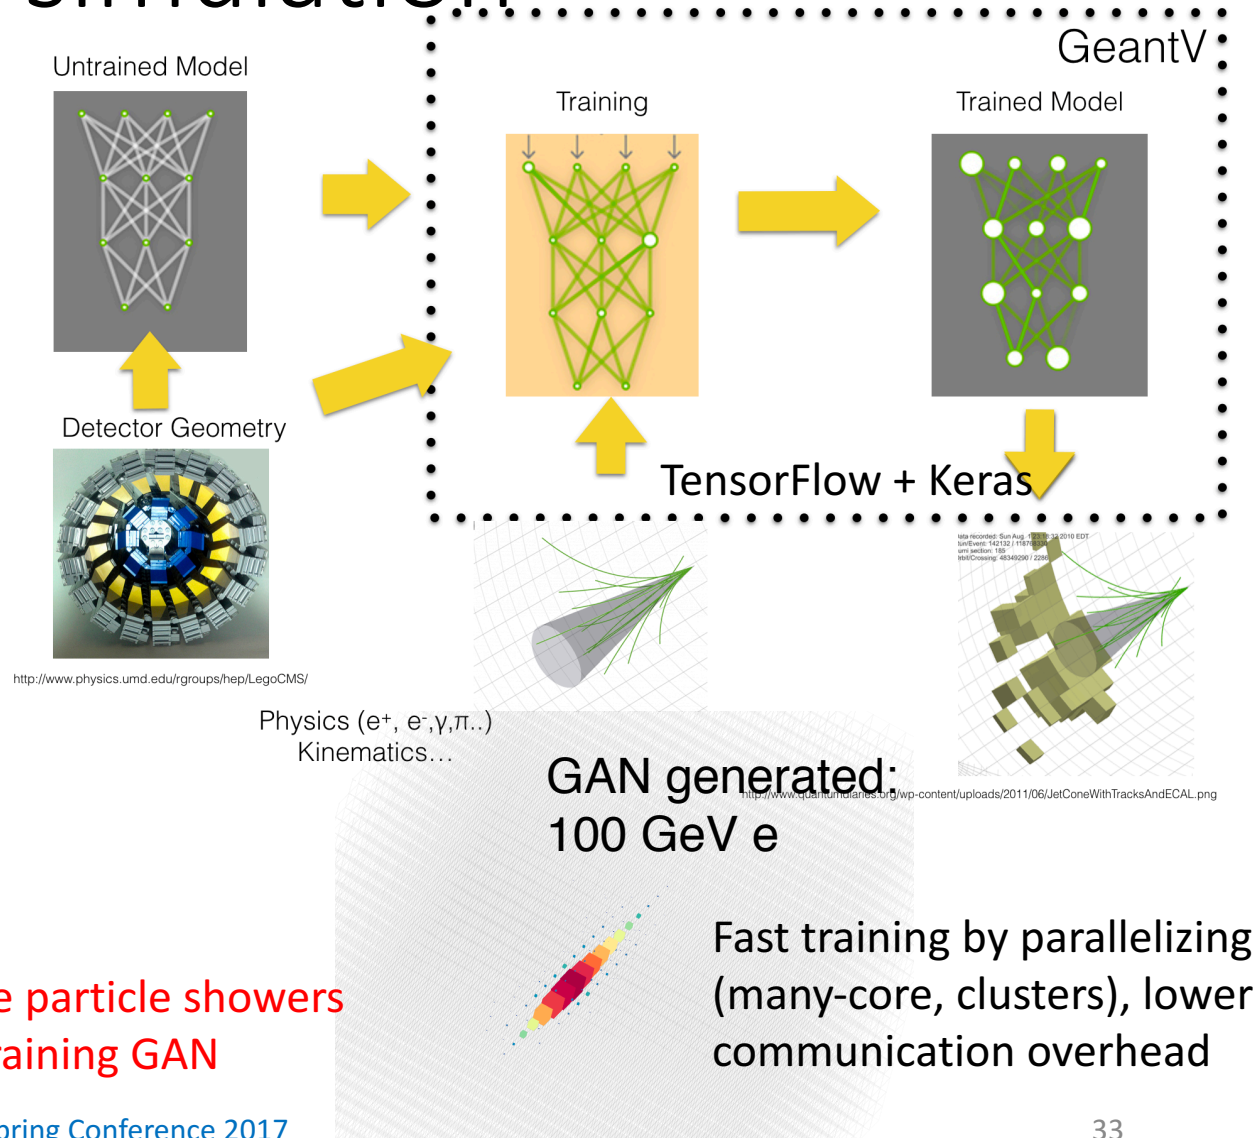 simulation
GeantV
Untrained Model
Training
Trained Model
Detector Geometry
TensorFlow + Keras
http://www.physics.umd.edu/rgroups/hep/LegoCMS/
Physics (e⁺, e⁻,γ,π..)
Kinematics…
GAN generated:
100 GeV e
http://www.quantumdiaries.org/wp-content/uploads/2011/06/JetConeWithTracksAndECAL.png
Fast training by parallelizing
(many-core, clusters), lower
communication overhead
e particle showers
raining GAN
pring Conference 2017
33